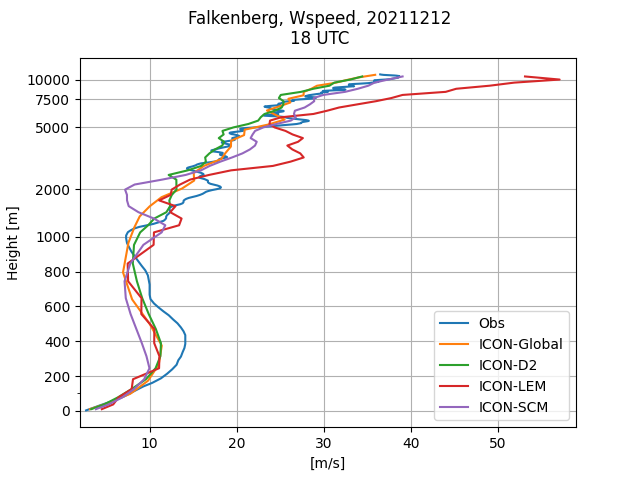 Falkenberg, Wspeed, 20211212
18 UTC
Height [m]
10000
7500
5000
2000
1000
800
600
400
200
0
Obs
ICON-Global
ICON-D2
ICON-LEM
ICON-SCM
10 20 30 40 50
[m/s]